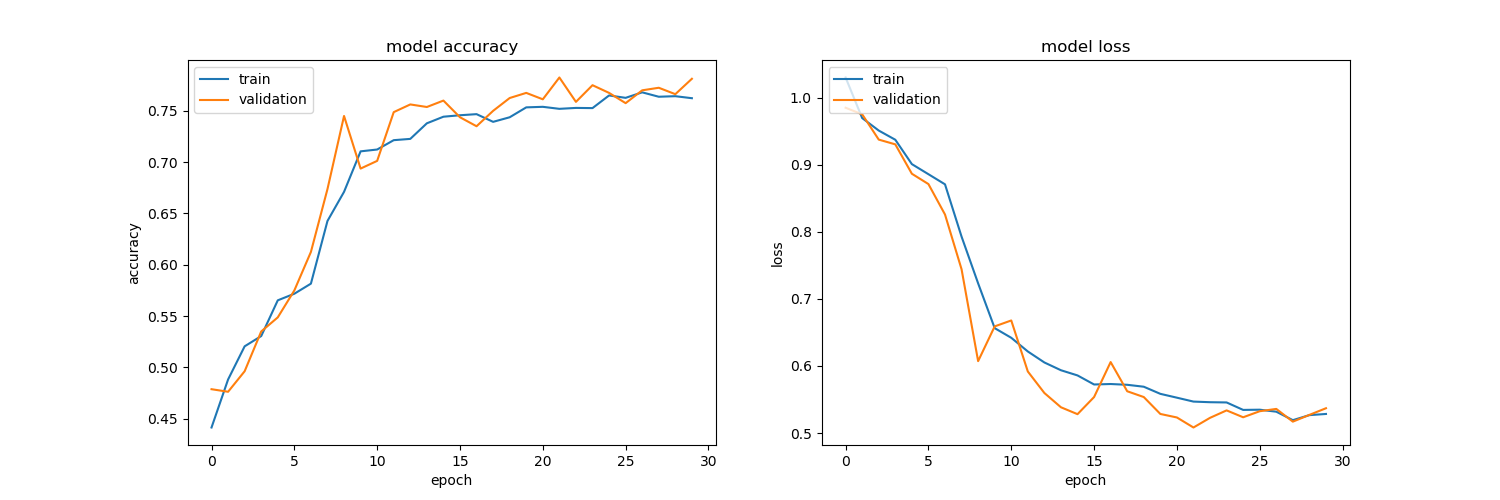 model accuracy
train
validation
0.75
0.70
0.65
0.60
0.55
0.50
0.45
accuracy
0 5 10 15 20 25 30
epoch
model loss
train
validation
1.0
0.9
0.8
0.7
0.6
0.5
loss
0 5 10 15 20 25 30
epoch